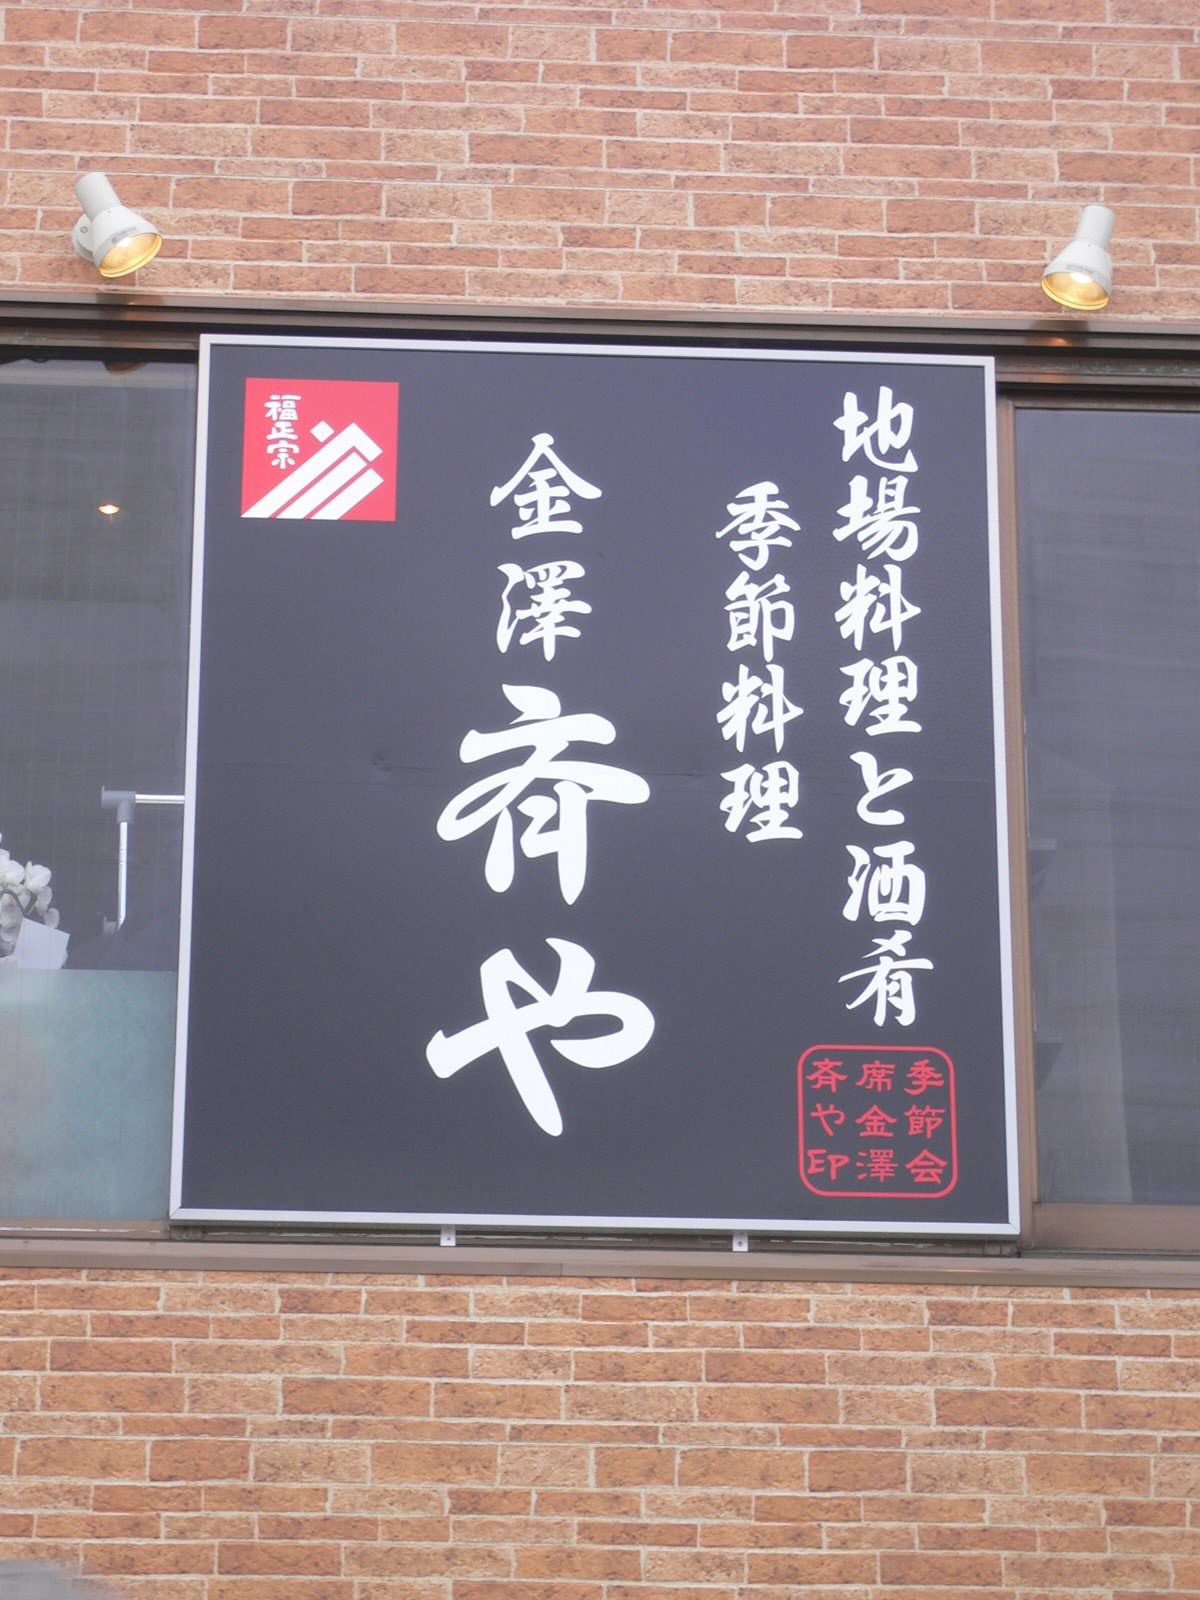 地場料理と酒肴
季節料理
金澤 斉や
福正宗
季節会
席金澤
斉や印